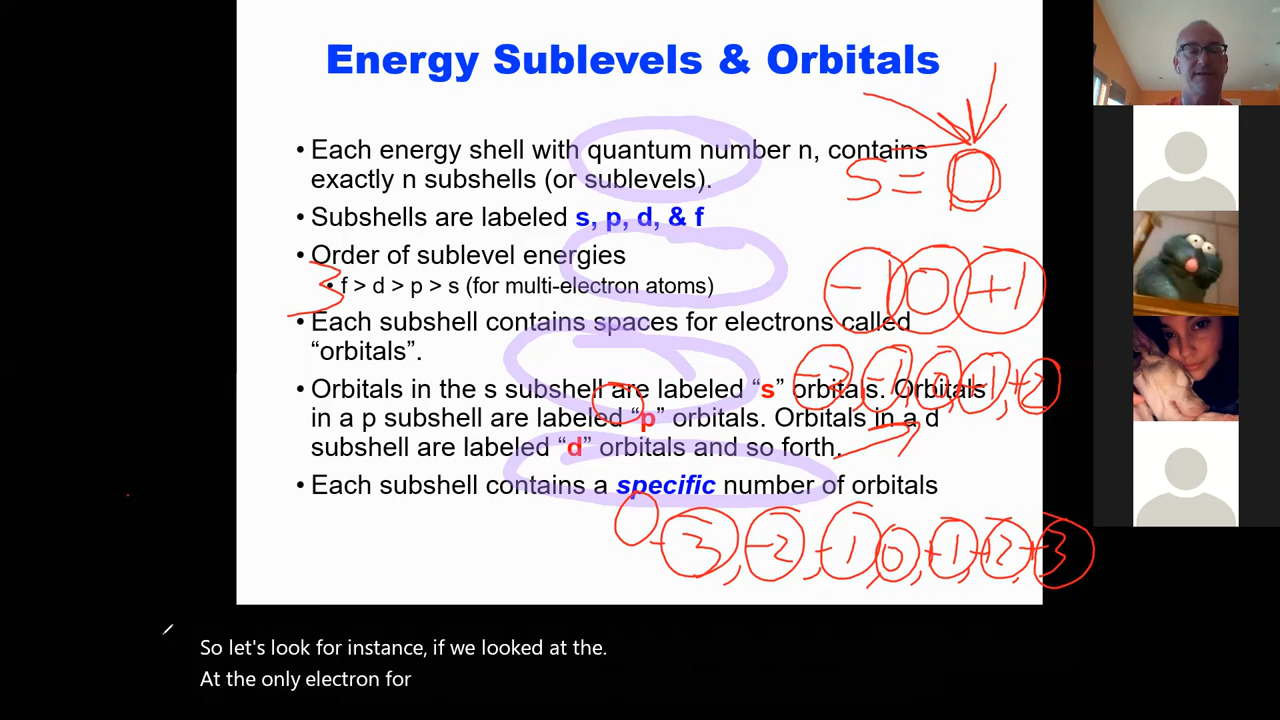 Energy Sublevels & Orbitals
• Each energy shell with quantum number n, contains
exactly n subshells (or sublevels).
s = 0
• Subshells are labeled s, p, d, & f
• Order of sublevel energies
3
• f > d > p > s (for multi-electron atoms)
-1 0 +1
• Each subshell contains spaces for electrons called
“orbitals”.
-2, -1, 0, +1, +2
• Orbitals in the s subshell are labeled “s” orbitals. Orbitals
in a p subshell are labeled “p” orbitals. Orbitals in a d
subshell are labeled “d” orbitals and so forth.
• Each subshell contains a specific number of orbitals
-3, -2, -1, 0, +1, +2, +3
So let's look for instance, if we looked at the.
At the only electron for